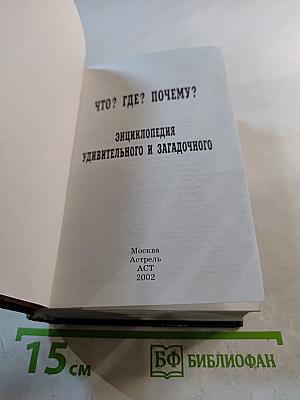 ЧТО? ГДЕ? ПОЧЕМУ?
ЭНЦИКЛОПЕДИЯ
УДИВИТЕЛЬНОГО И ЗАГАДОЧНОГО
Москва
Астрель
АСТ
2002
15 СМ
БФ БИБЛИОФАН